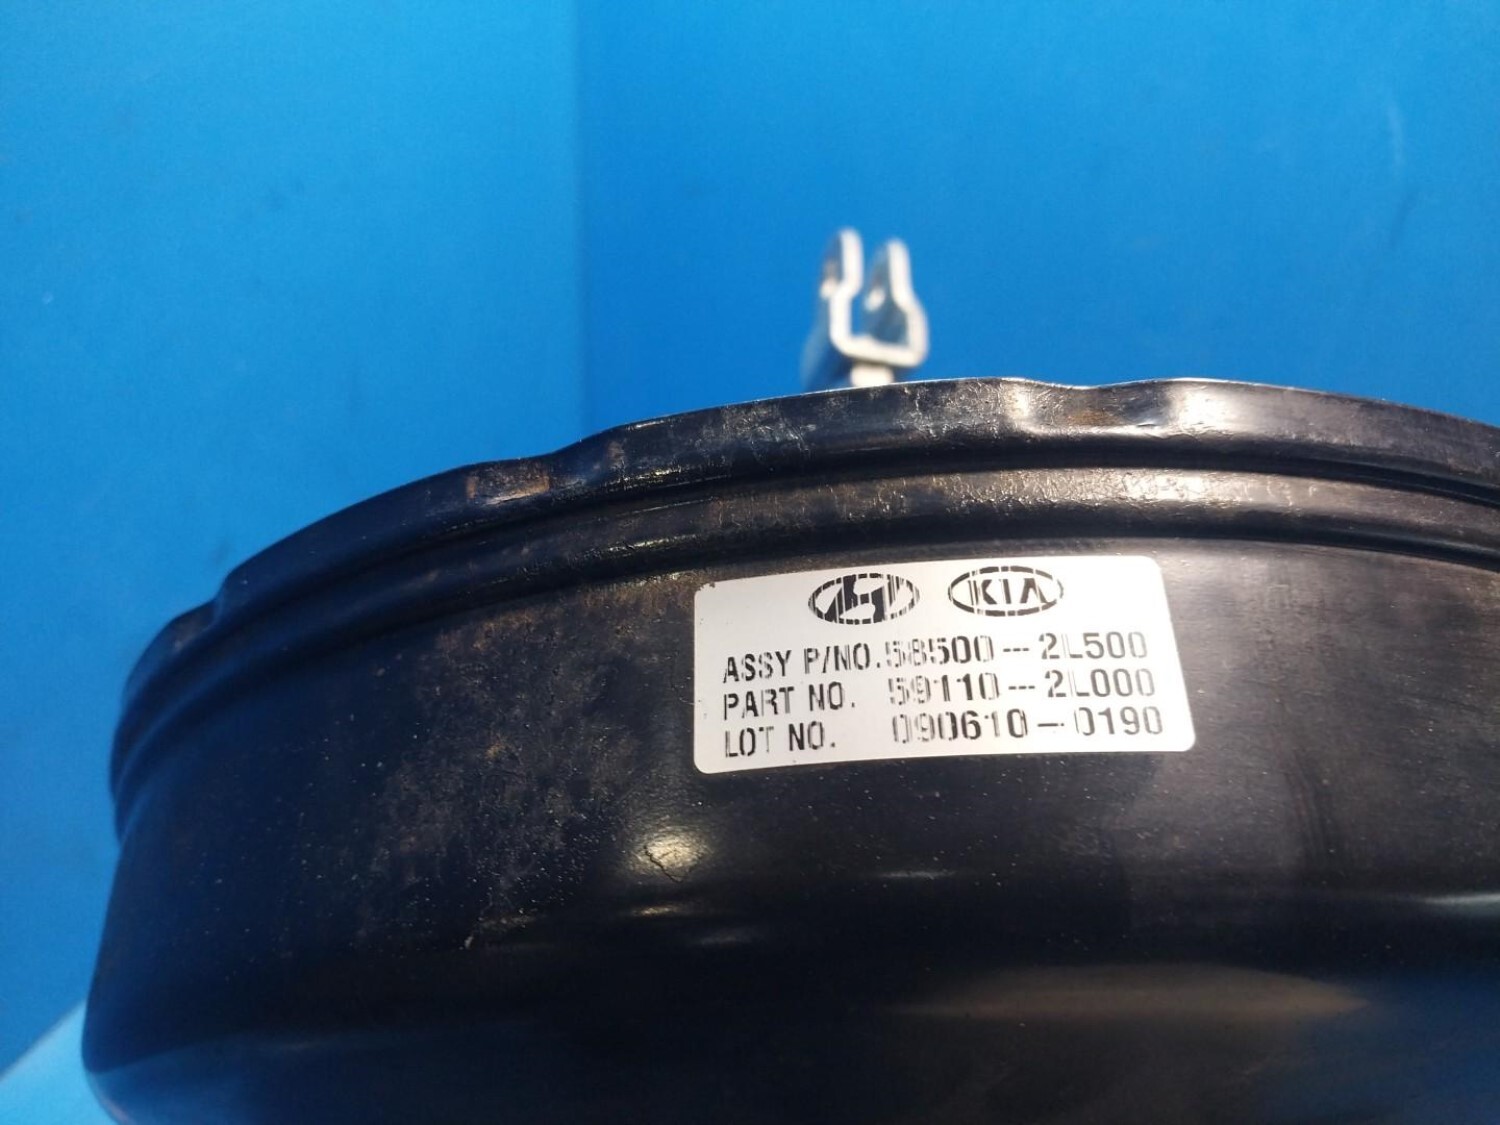 KIA
ASSY P/NO.58500--2L500
PART NO. 59110--2L000
LOT NO. 090610-0190